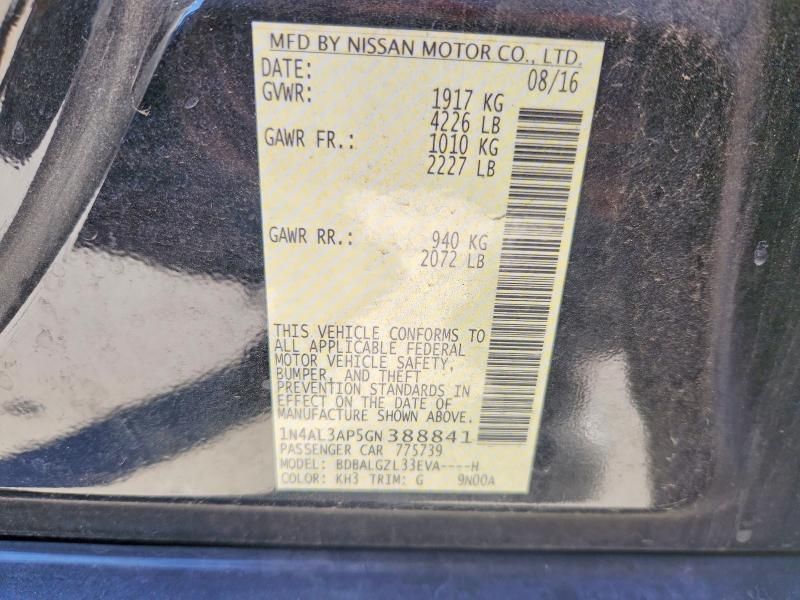 MFD BY NISSAN MOTOR CO., LTD.
DATE: 08/16
GVWR: 1917 KG
4226 LB
GAWR FR.: 1010 KG
2227 LB
GAWR RR.: 940 KG
2072 LB
THIS VEHICLE CONFORMS TO
ALL APPLICABLE FEDERAL
MOTOR VEHICLE SAFETY,
BUMPER, AND THEFT
PREVENTION STANDARDS IN
EFFECT ON THE DATE OF
MANUFACTURE SHOWN ABOVE.
1N4AL3AP5GN388841
PASSENGER CAR 775739
MODEL: BDBALGZL33EVA----H
COLOR: KH3 TRIM: G 9N00A